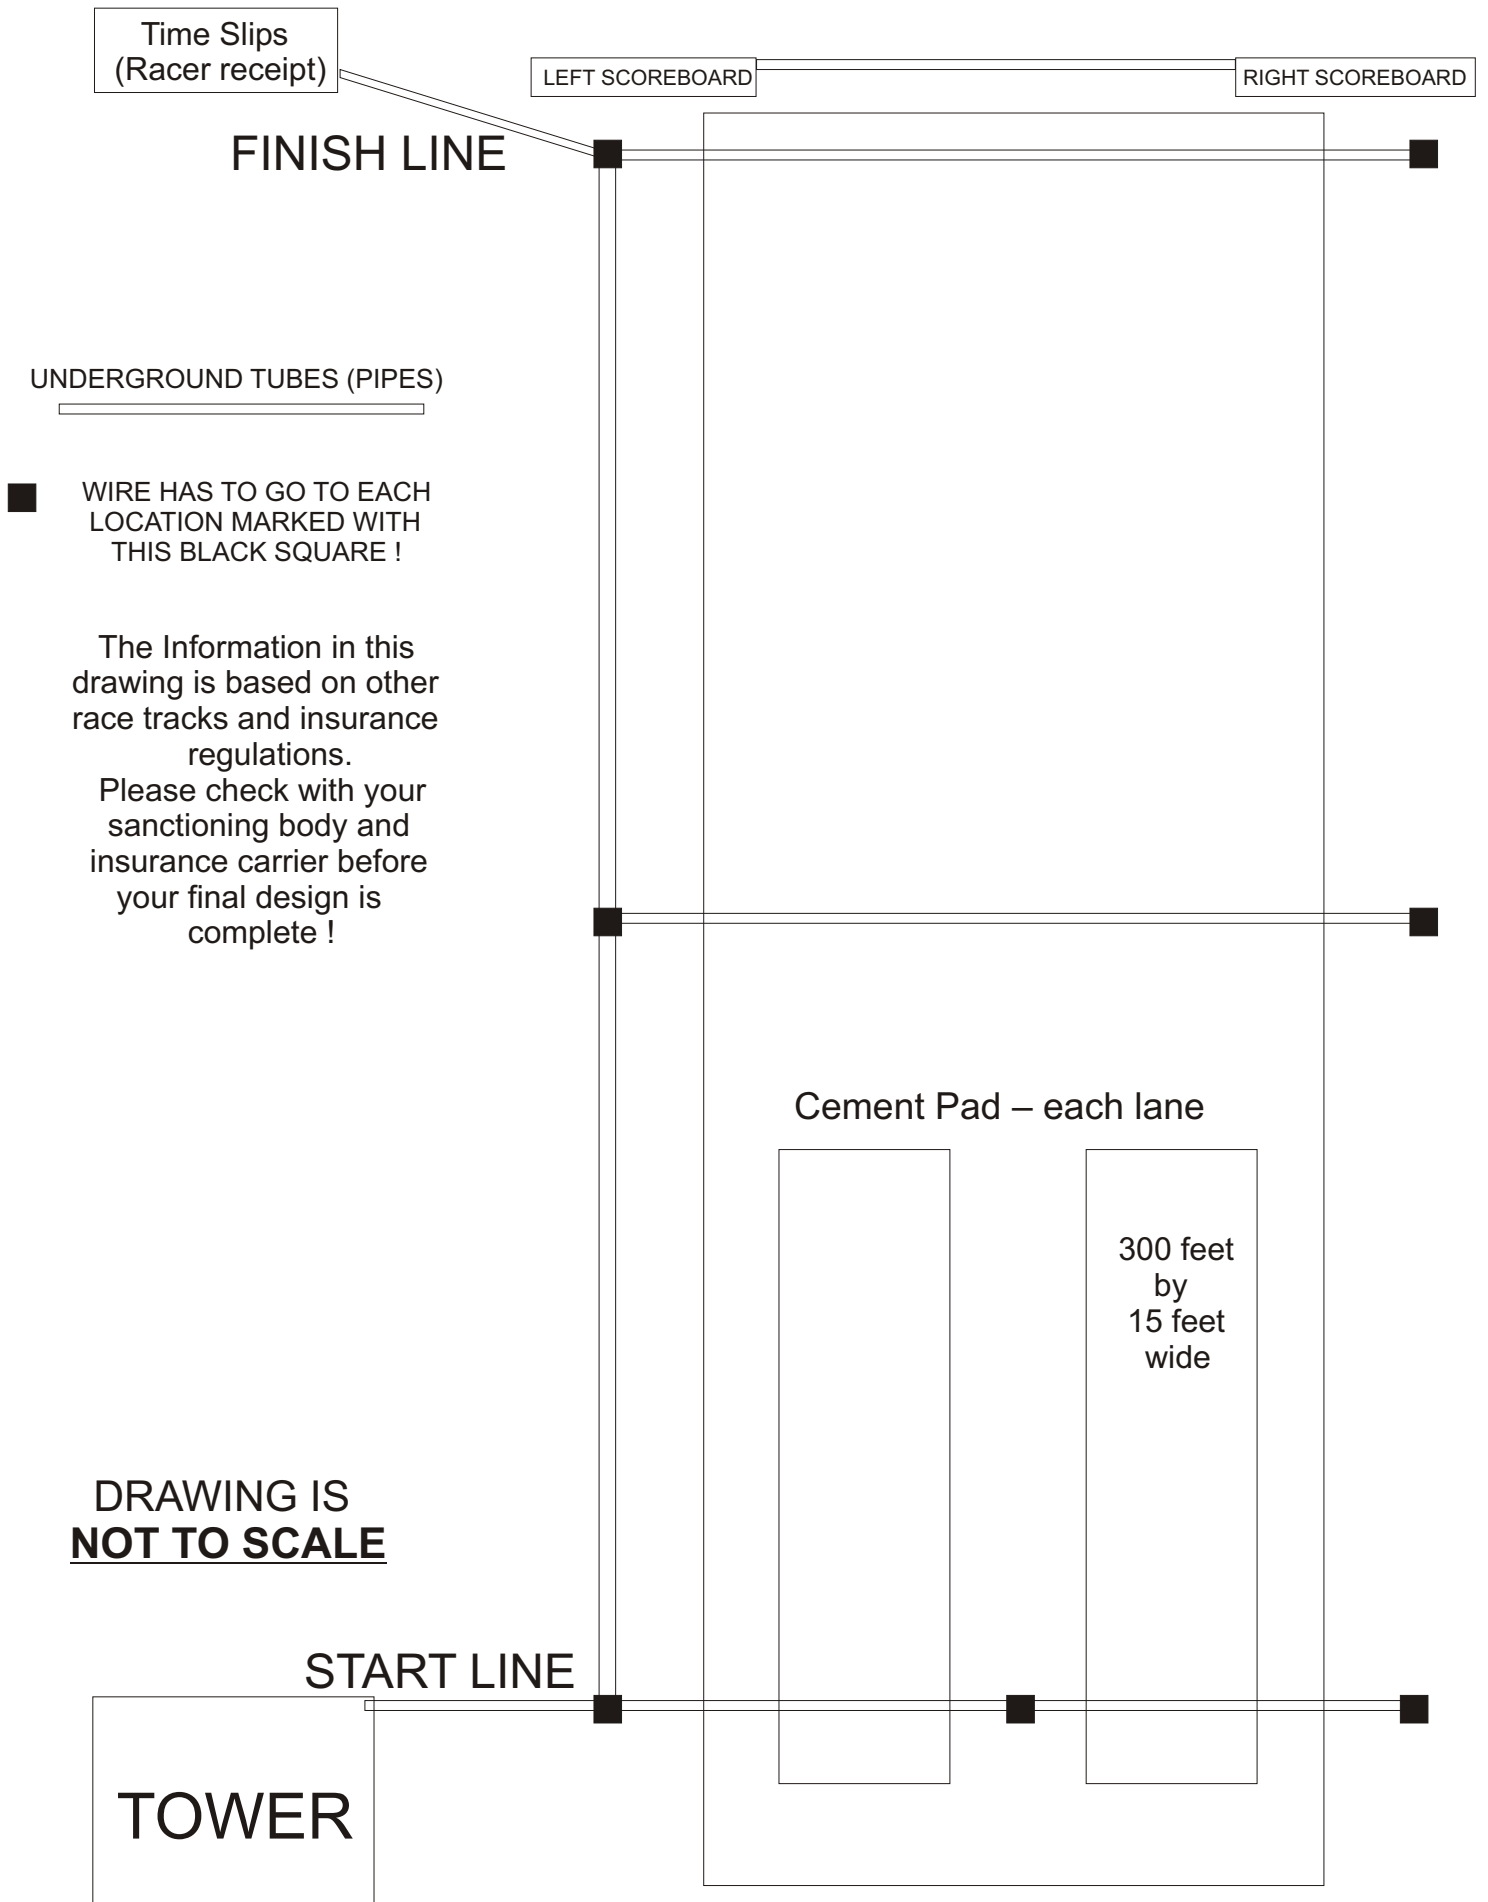 Time Slips
(Racer receipt)
LEFT SCOREBOARD
RIGHT SCOREBOARD
FINISH LINE
UNDERGROUND TUBES (PIPES)
WIRE HAS TO GO TO EACH
LOCATION MARKED WITH
THIS BLACK SQUARE !
The Information in this
drawing is based on other
race tracks and insurance
regulations.
Please check with your
sanctioning body and
insurance carrier before
your final design is
complete !
Cement Pad – each lane
300 feet
by
15 feet
wide
DRAWING IS
NOT TO SCALE
START LINE
TOWER